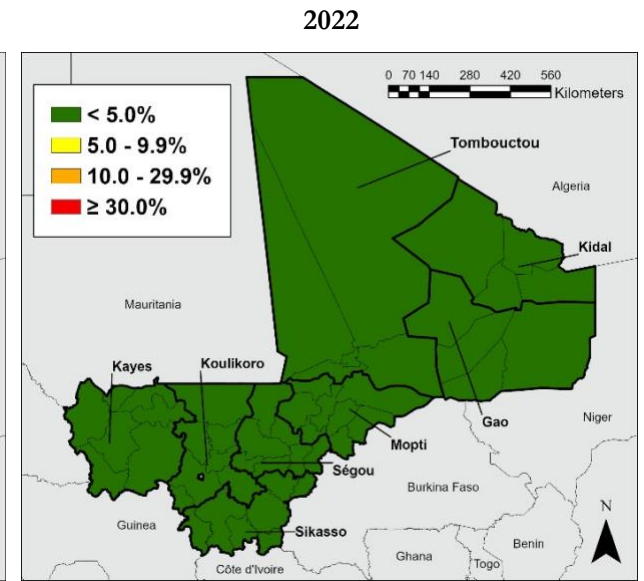 2022
< 5.0%
5.0 - 9.9%
10.0 - 29.9%
≥ 30.0%
0 70 140 280 420 560
Kilometers
Tombouctou
Algeria
Kidal
Mauritania
Kayes
Koulikoro
Gao
Niger
Mopti
Ségou
Burkina Faso
Guinea
Sikasso
N
Benin
Ghana
Togo
Côte d'Ivoire